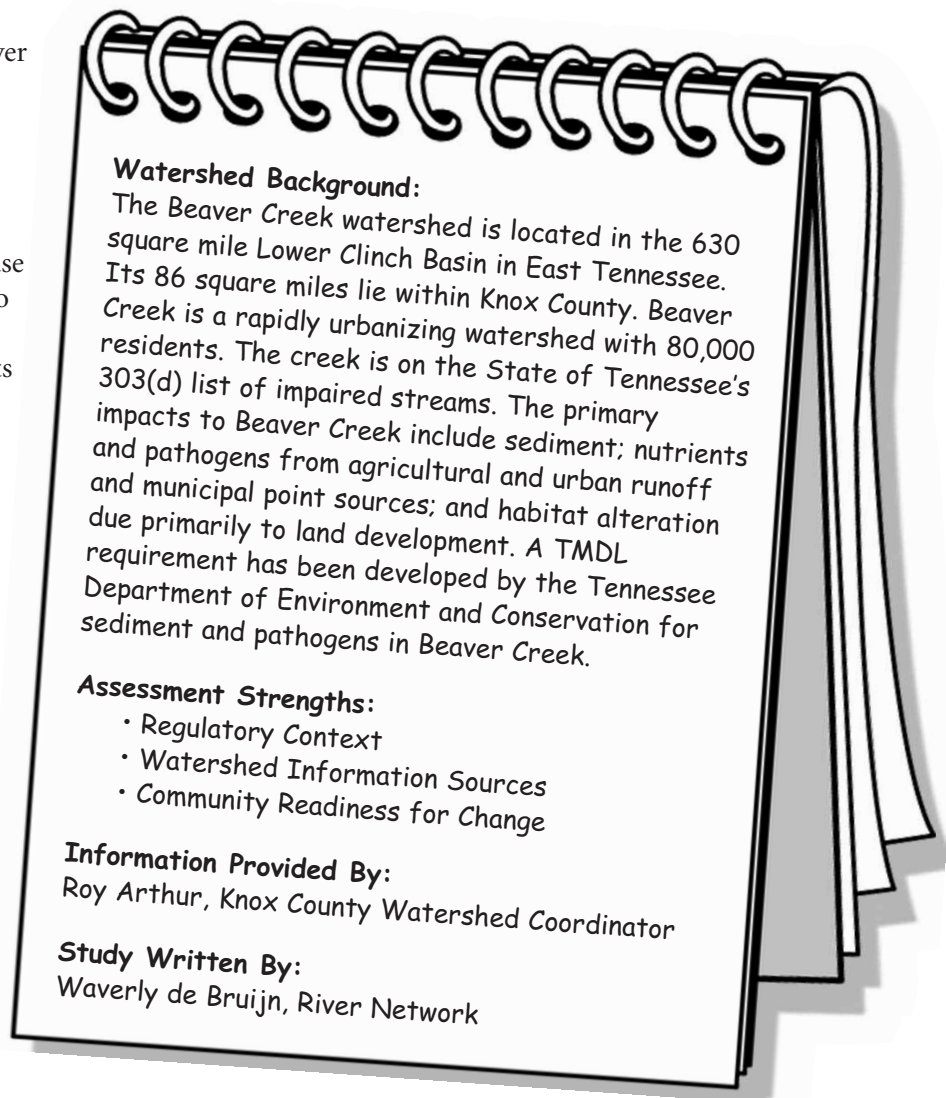 Watershed Background:
The Beaver Creek watershed is located in the 630
square mile Lower Clinch Basin in East Tennessee.
Its 86 square miles lie within Knox County. Beaver
Creek is a rapidly urbanizing watershed with 80,000
residents. The creek is on the State of Tennessee's
303(d) list of impaired streams. The primary
impacts to Beaver Creek include sediment; nutrients
and pathogens from agricultural and urban runoff
and municipal point sources; and habitat alteration
due primarily to land development. A TMDL
requirement has been developed by the Tennessee
Department of Environment and Conservation for
sediment and pathogens in Beaver Creek.
Assessment Strengths:
• Regulatory Context
• Watershed Information Sources
• Community Readiness for Change
Information Provided By:
Roy Arthur, Knox County Watershed Coordinator
Study Written By:
Waverly de Bruijn, River Network